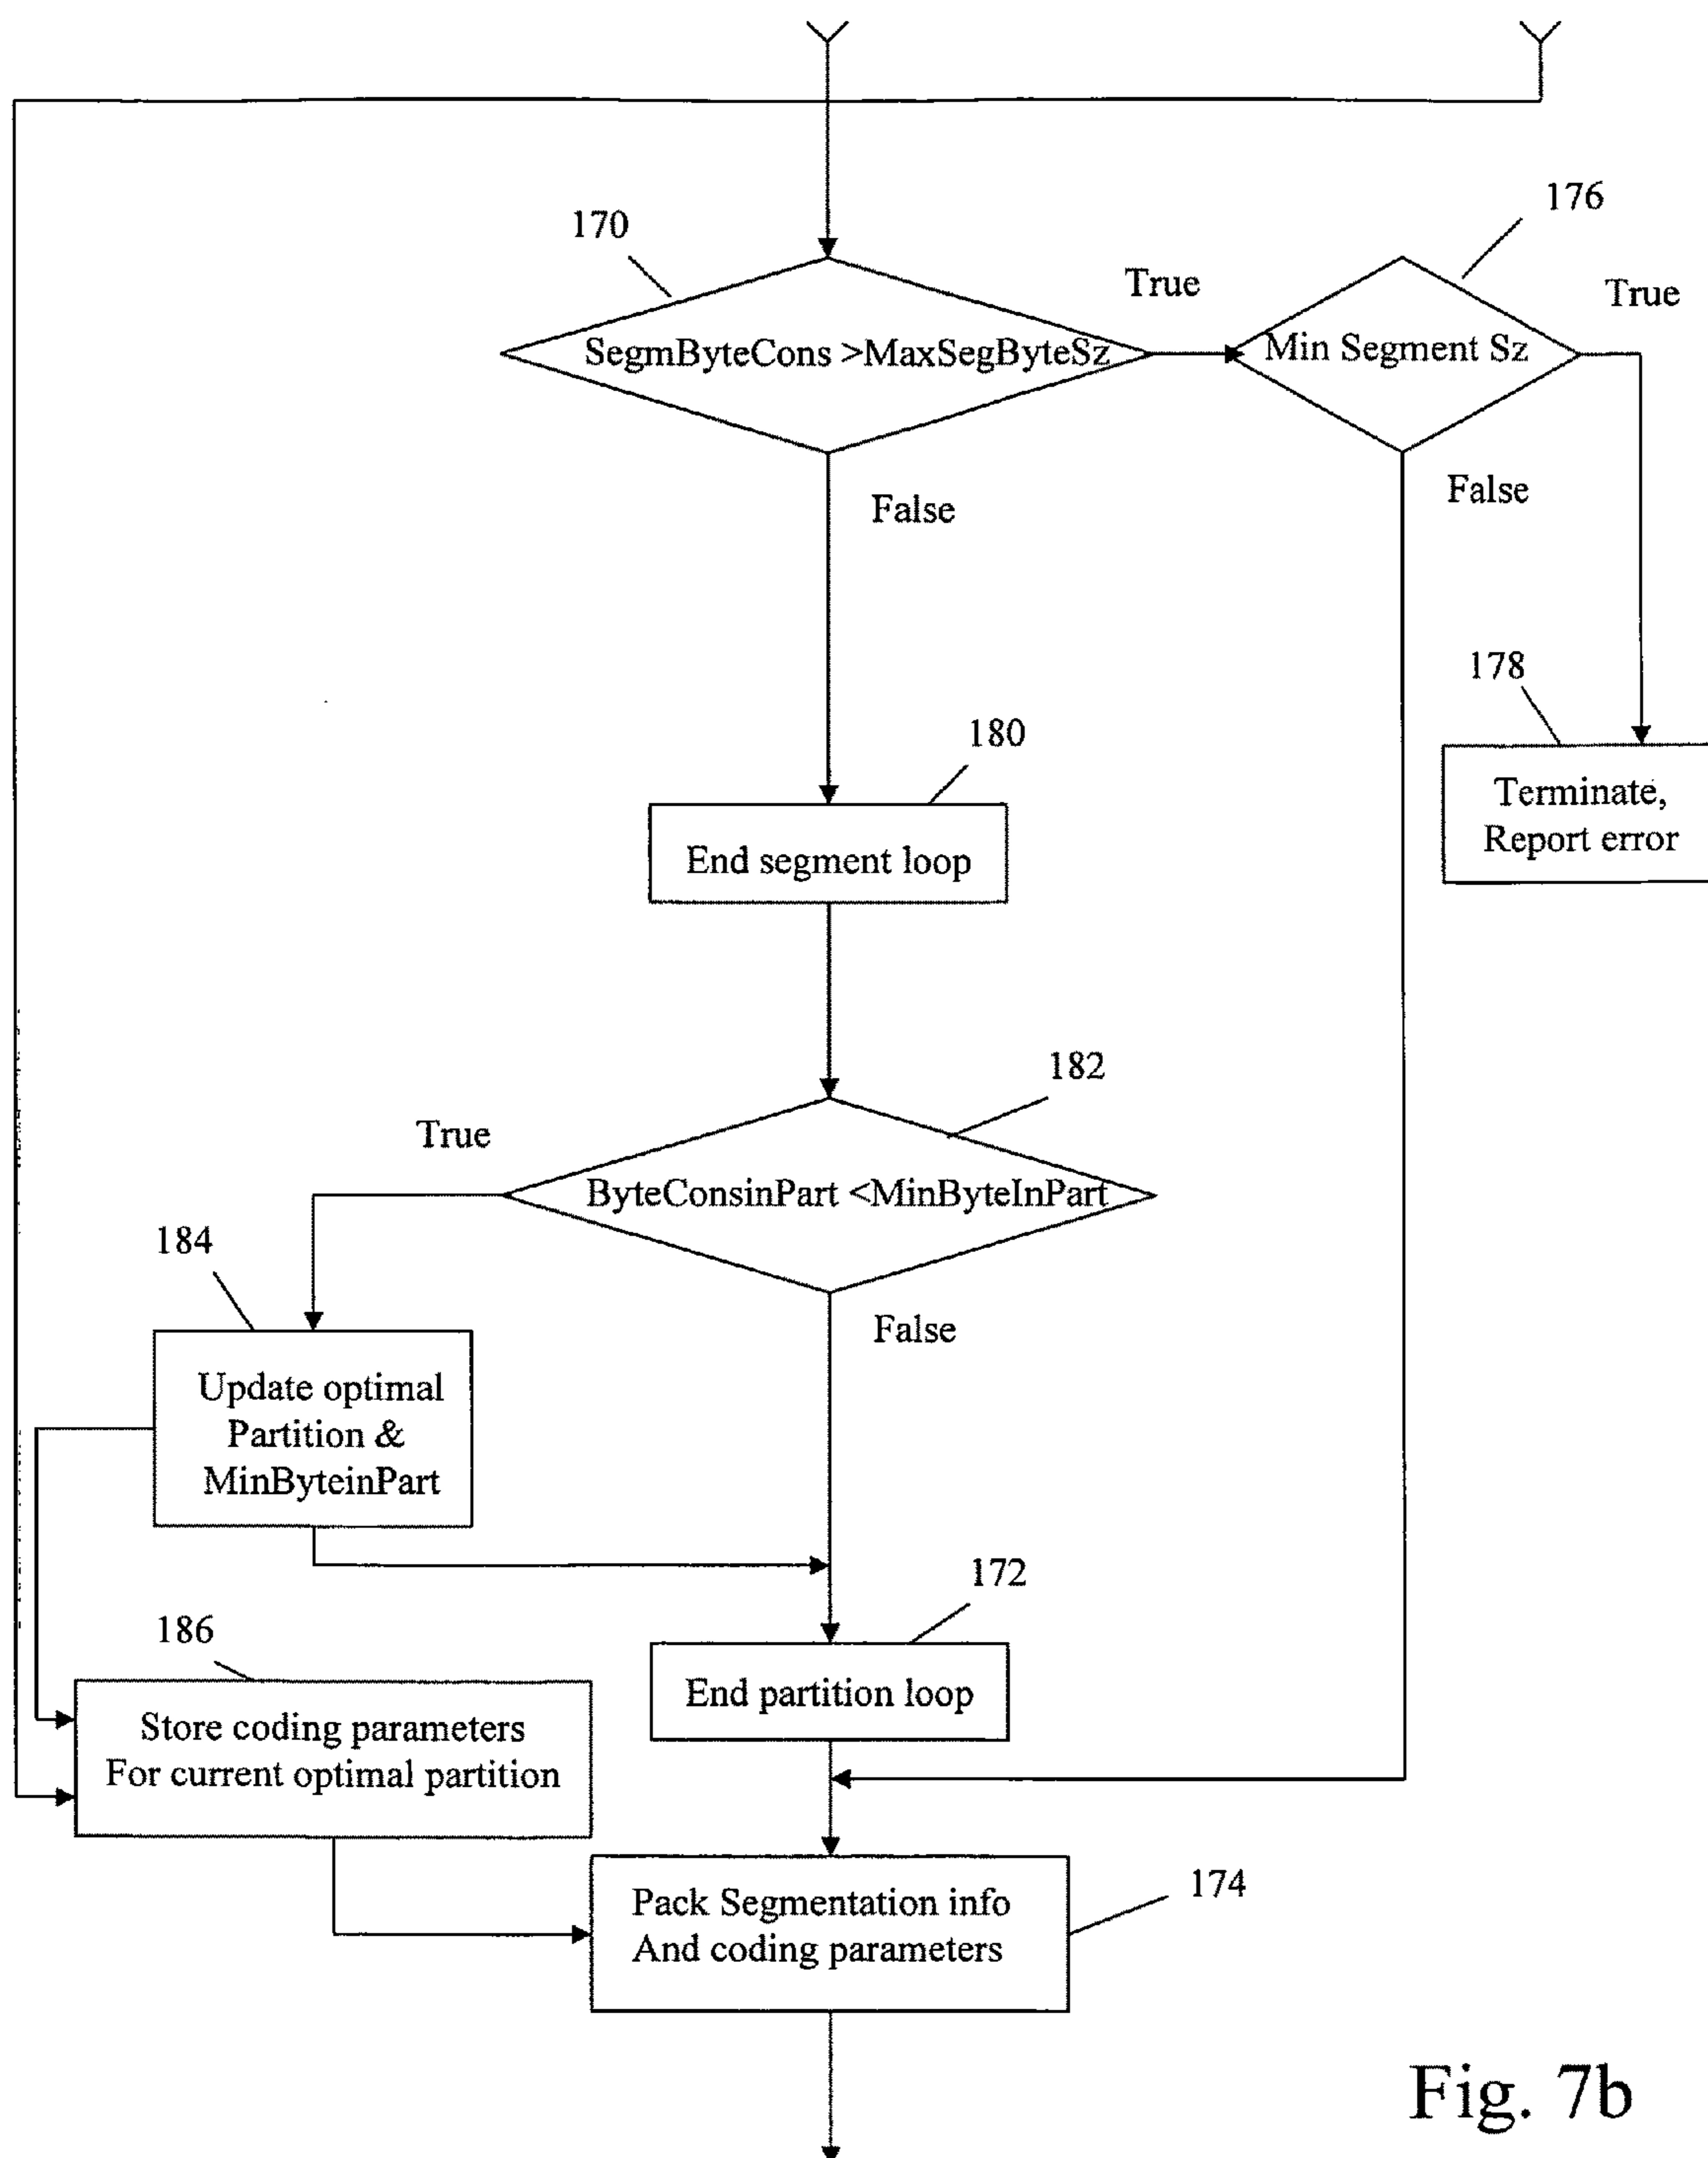 176
170
True
True
SegmByteCons >MaxSegByteSz
Min Segment Sz
False
False
178
180
Terminate,
Report error
End segment loop
182
True
ByteConsinPart <MinByteInPart
184
False
Update optimal
Partition &
MinByteinPart
172
186
End partition loop
Store coding parameters
For current optimal partition
174
Pack Segmentation info
And coding parameters
Fig. 7b